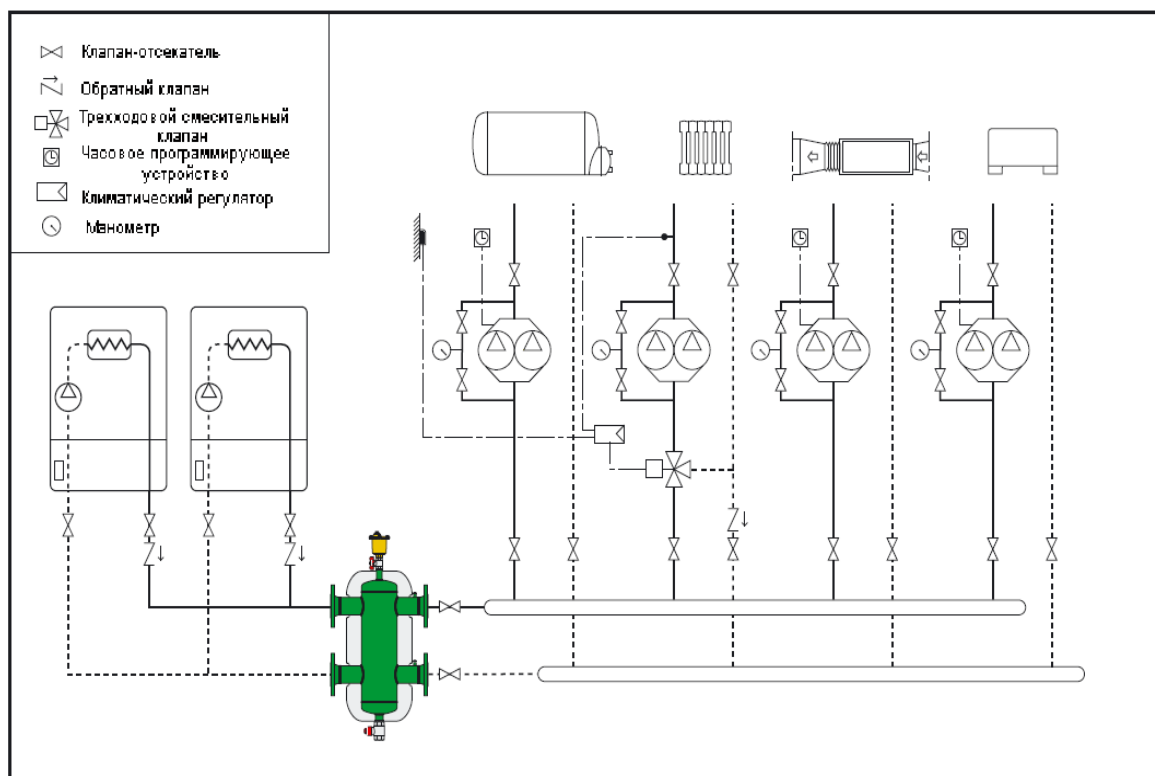 Клапан-отсекатель
Обратный клапан
Трехходовой смесительный
клапан
Часовое программирующее
устройство
Климатический регулятор
Манометр